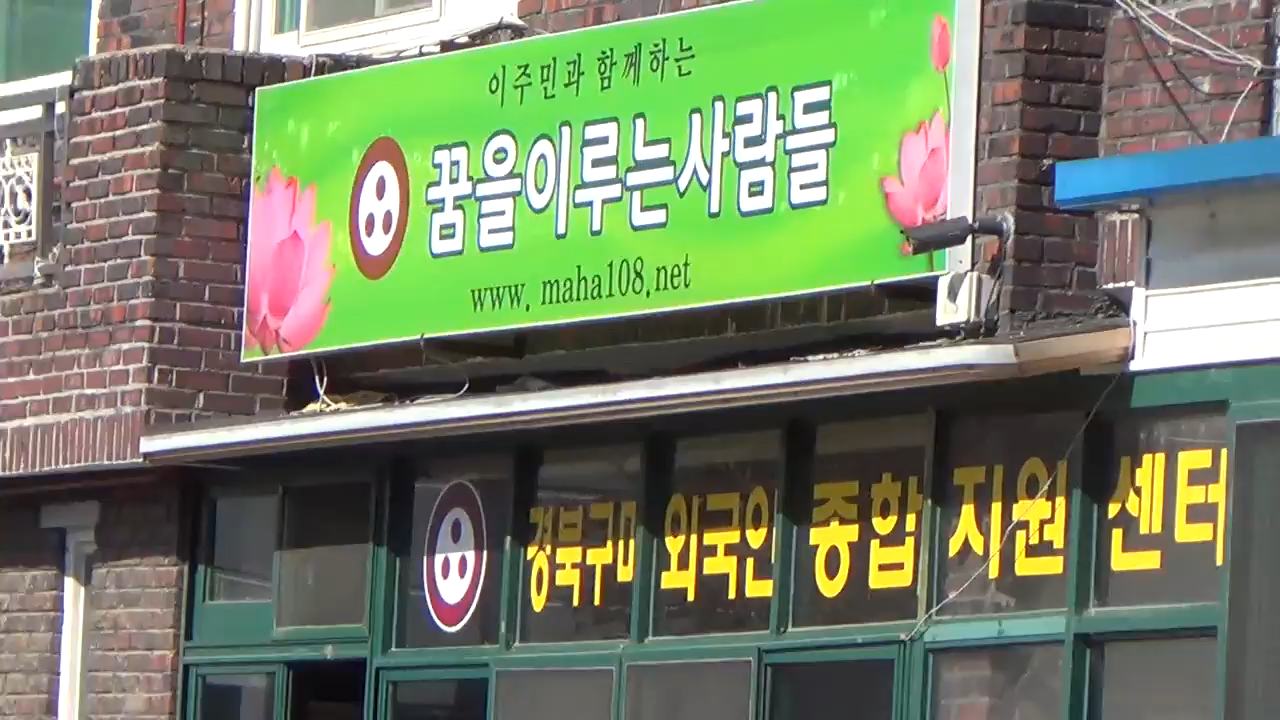 이주민과 함께하는
꿈을이루는사람들
www. maha108.net
경북구미 외국인 종합 지원 센터